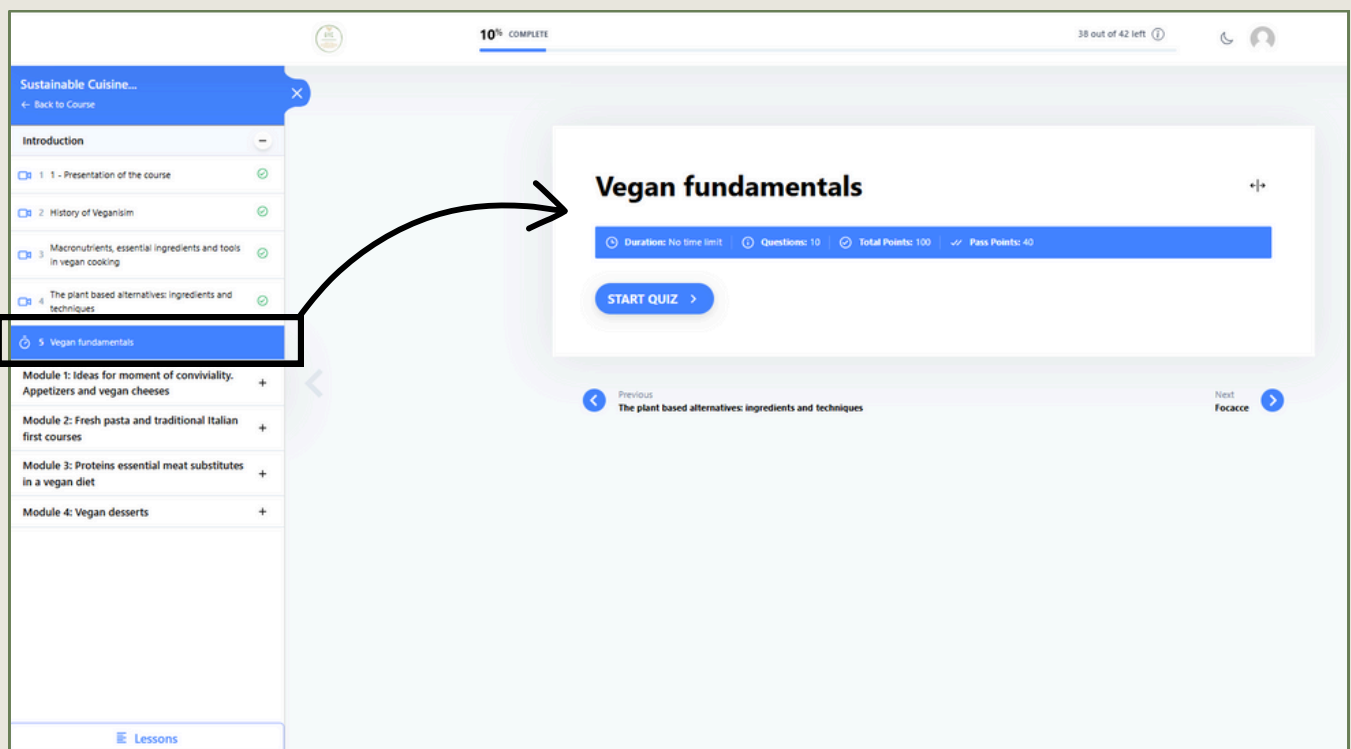 10% COMPLETE
38 out of 42 left
Sustainable Cuisine...
← Back to Course
Introduction
1 1 - Presentation of the course
2 History of Veganisim
3 Macronutrients, essential ingredients and tools
in vegan cooking
4 The plant based alternatives: ingredients and
techniques
5 Vegan fundamentals
Module 1: Ideas for moment of conviviality.
Appetizers and vegan cheeses
Module 2: Fresh pasta and traditional Italian
first courses
Module 3: Proteins essential meat substitutes
in a vegan diet
Module 4: Vegan desserts
Lessons
Vegan fundamentals
Duration: No time limit Questions: 10 Total Points: 100 Pass Points: 40
START QUIZ
Previous
The plant based alternatives: ingredients and techniques
Next
Focacce